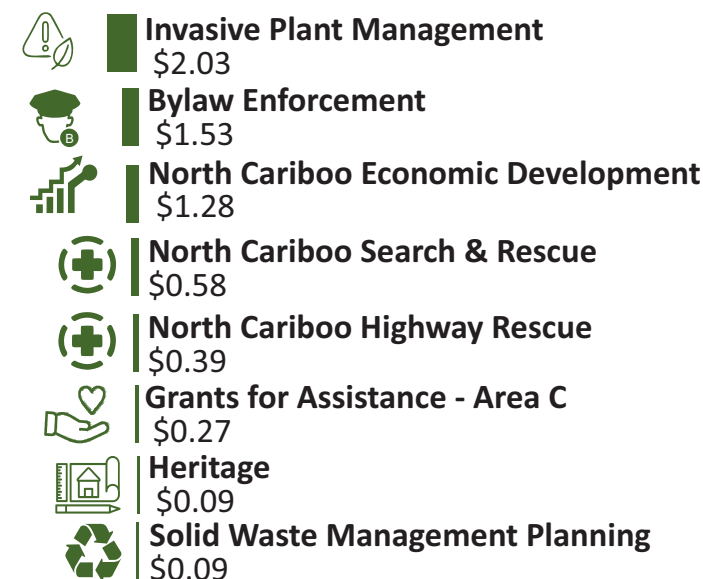 Invasive Plant Management
$2.03
Bylaw Enforcement
B
$1.53
North Cariboo Economic Development
$1.28
North Cariboo Search & Rescue
$0.58
North Cariboo Highway Rescue
$0.39
Grants for Assistance - Area C
$0.27
Heritage
$0.09
Solid Waste Management Planning
$0.09